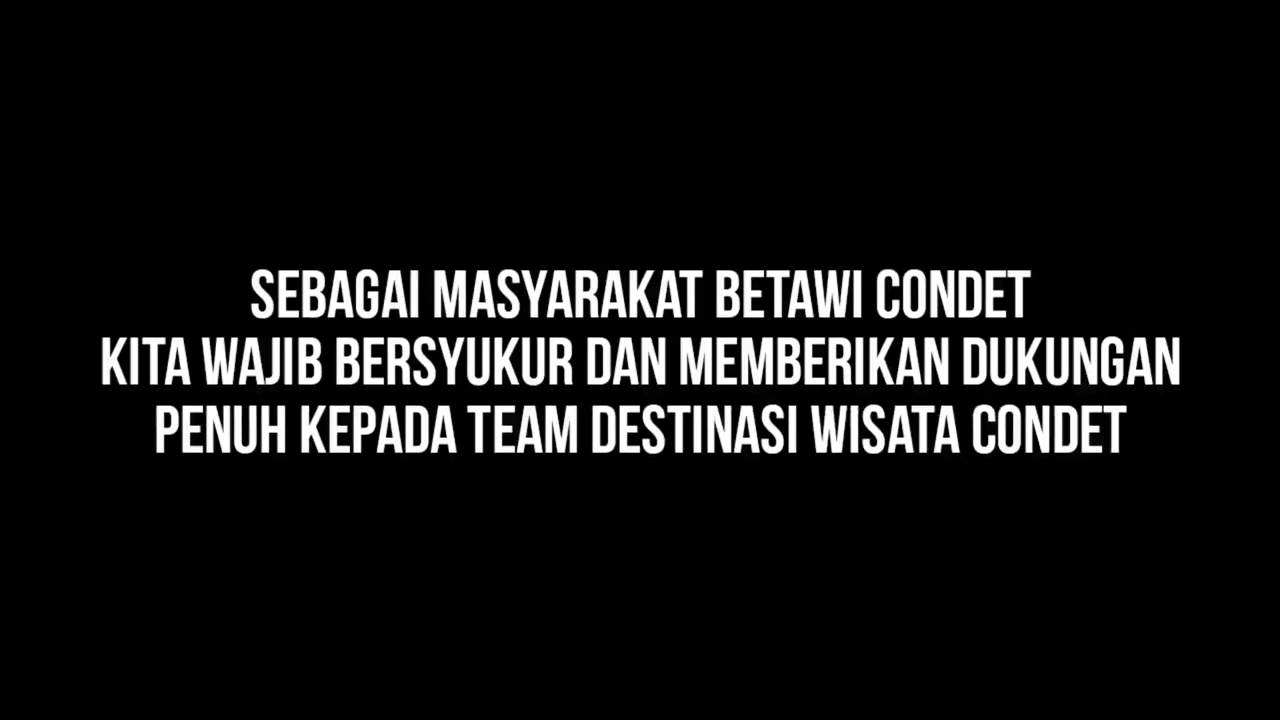 SEBAGAI MASYARAKAT BETAWI CONDET
KITA WAJIB BERSYUKUR DAN MEMBERIKAN DUKUNGAN
PENUH KEPADA TEAM DESTINASI WISATA CONDET